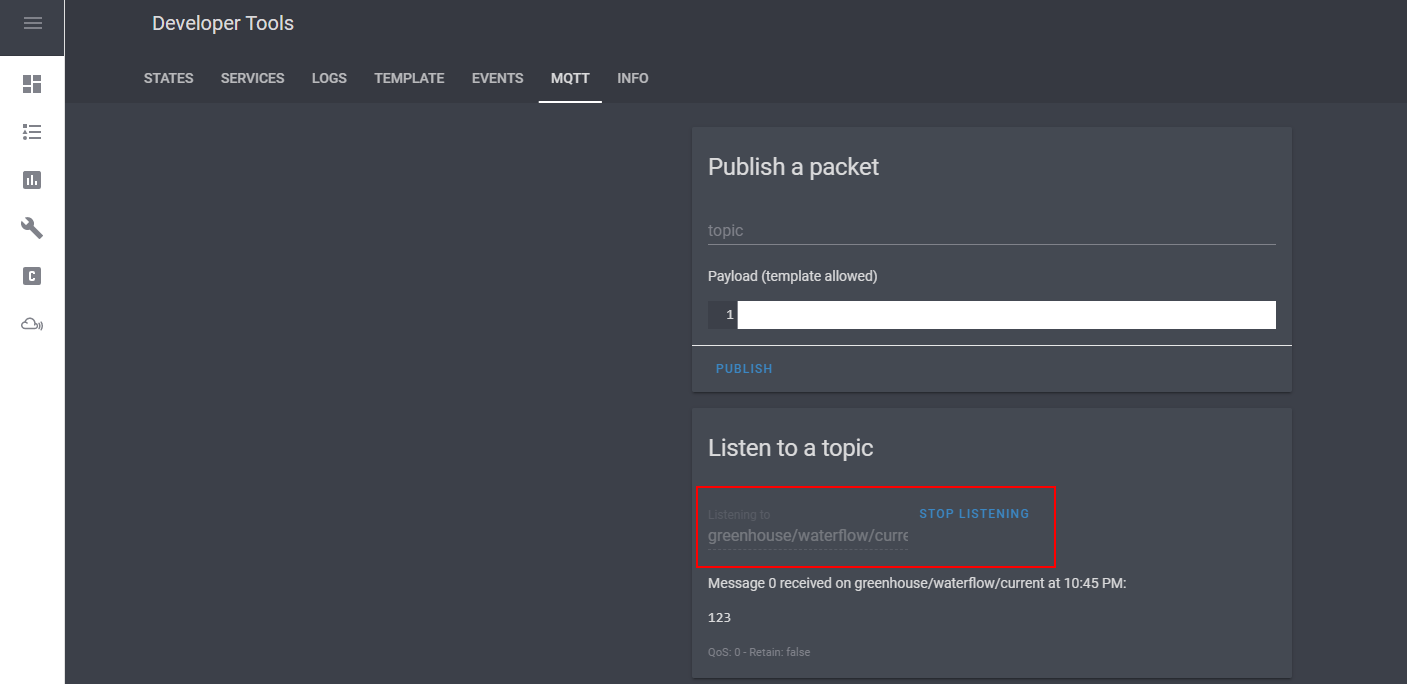 Developer Tools
STATES SERVICES LOGS TEMPLATE EVENTS MQTT INFO
C
Publish a packet
topic
Payload (template allowed)
1
PUBLISH
Listen to a topic
Listening to
STOP LISTENING
greenhouse/waterflow/curre
Message 0 received on greenhouse/waterflow/current at 10:45 PM:
123
QoS: 0 - Retain: false